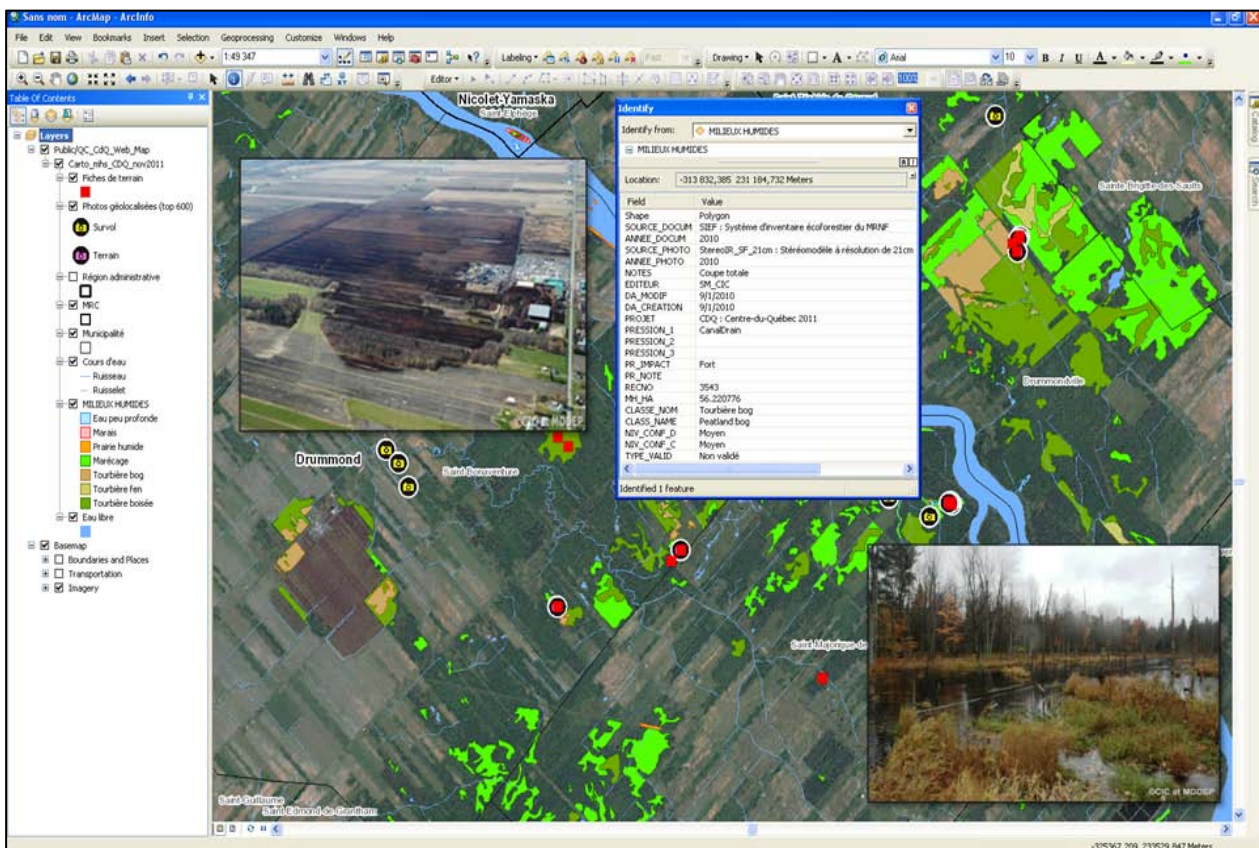 Sans nom - ArcMap - ArcInfo
File Edit View Bookmarks Insert Selection Geoprocessing Customize Windows Help
1:49 347
Labeling
Fast
Drawing
Arial
10
B I U A
Editor
100%
Table Of Contents
Layers
Public/QC_CdQ_Web_Map
Carto_mhs_CDQ_nov2011
Fiches de terrain
Photos géolocalisées (top 600)
Survol
Terrain
Région administrative
MRC
Municipalité
Cours d'eau
Ruisseau
Ruisselet
MILIEUX HUMIDES
Eau peu profonde
Marais
Prairie humide
Marécage
Tourbière bog
Tourbière fen
Tourbière boisée
Eau libre
Basemap
Boundaries and Places
Transportation
Imagery
Nicolet-Yamaska
Saint-Elphège
©CIC et MDDEP
Drummond
Saint-Bonaventure
Saint-Guillaume
Saint-Edmond-de-Grantham
Identify
Identify from: MILIEUX HUMIDES
MILIEUX HUMIDES
Location: -313 832,385 231 184,732 Meters
Field Value
Shape Polygon
SOURCE_DOCUM SIEF : Système d'inventaire écoforestier du MRNF
ANNEE_DOCUM 2010
SOURCE_PHOTO StereoIR_SF_21cm : Stéréomodèle à résolution de 21cm
ANNEE_PHOTO 2010
NOTES Coupe totale
EDITEUR SM_CIC
DA_MODIF 9/1/2010
DA_CREATION 9/1/2010
PROJET CDQ : Centre-du-Québec 2011
PRESSION_1 CanalDrain
PRESSION_2
PRESSION_3
PR_IMPACT Fort
PR_NOTE
RECNO 3543
MH_HA 56.220776
CLASSE_NOM Tourbière bog
CLASS_NAME Peatland bog
NIV_CONF_D Moyen
NIV_CONF_C Moyen
TYPE_VALID Non validé
Identified 1 feature
Sainte-Brigitte-des-Saults
Drummondville
Saint-Majorique-de
©CIC et MDDEP
Catalog
Search
-325367,209 233529,847 Meters